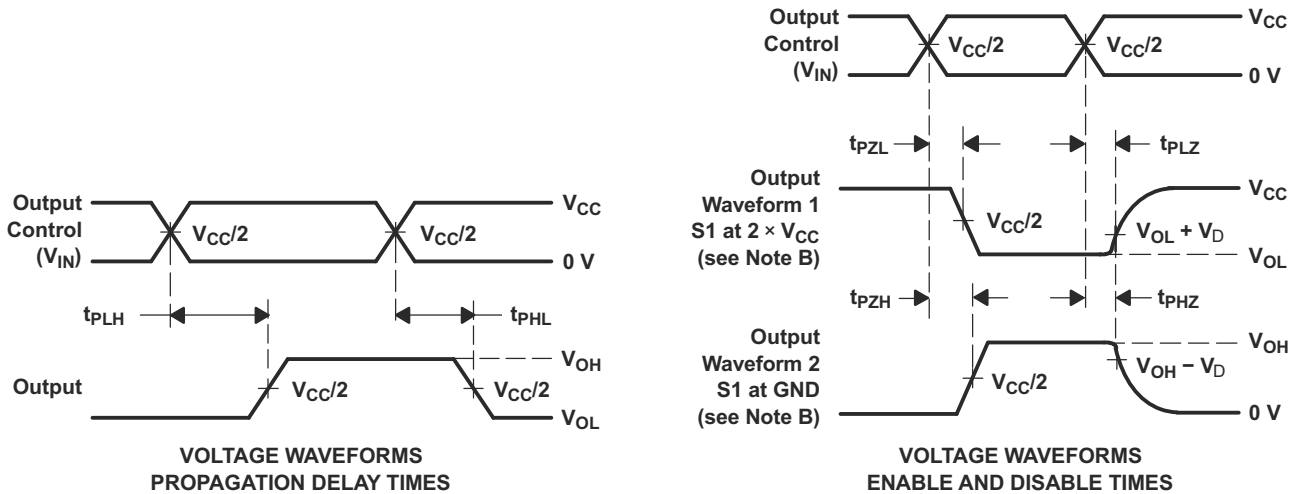 Output
Control
(VIN)
VCC
VCC/2
VCC/2
0 V
tPLH
tPHL
Output
VOH
VCC/2
VCC/2
VOL
VOLTAGE WAVEFORMS
PROPAGATION DELAY TIMES
Output
Control
(VIN)
VCC
VCC/2
VCC/2
0 V
tPZL
tPLZ
Output
Waveform 1
S1 at 2 × VCC
(see Note B)
VCC
VCC/2
VOL + VD
VOL
tPZH
tPHZ
Output
Waveform 2
S1 at GND
(see Note B)
VOH
VCC/2
VOH − VD
0 V
VOLTAGE WAVEFORMS
ENABLE AND DISABLE TIMES